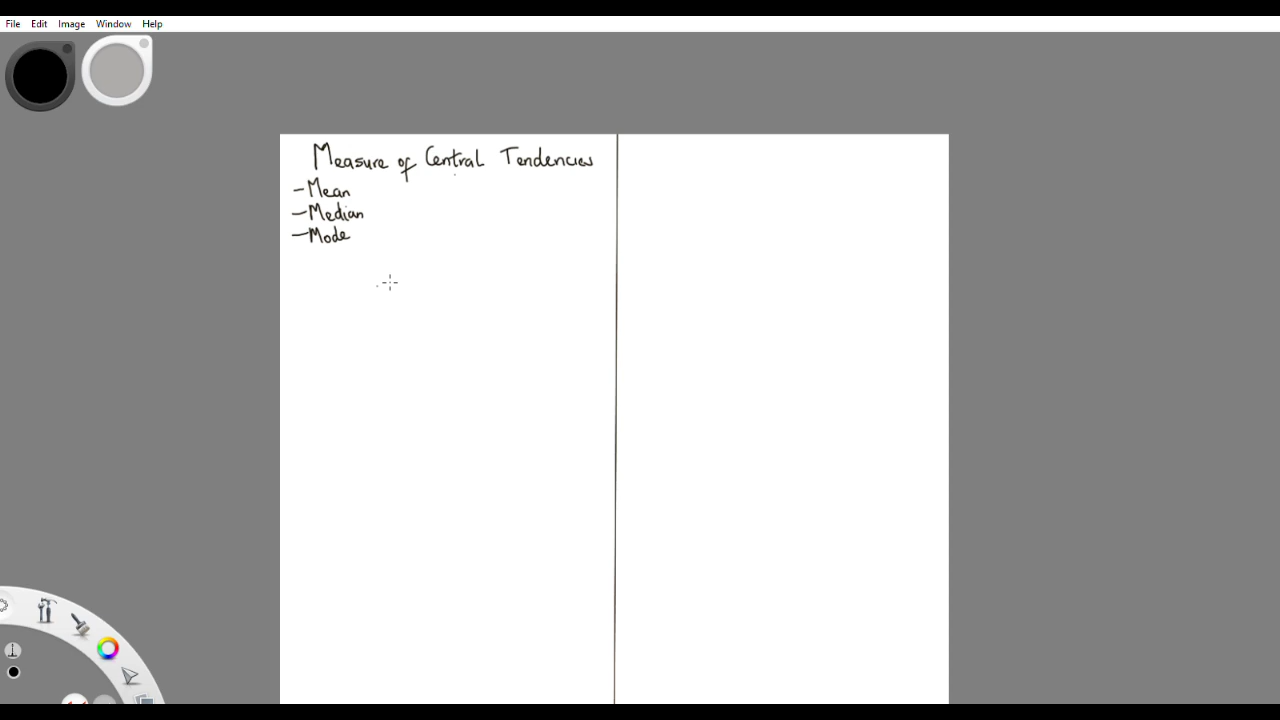 File Edit Image Window Help
Measure of Central Tendencies
- Mean
- Median
- Mode